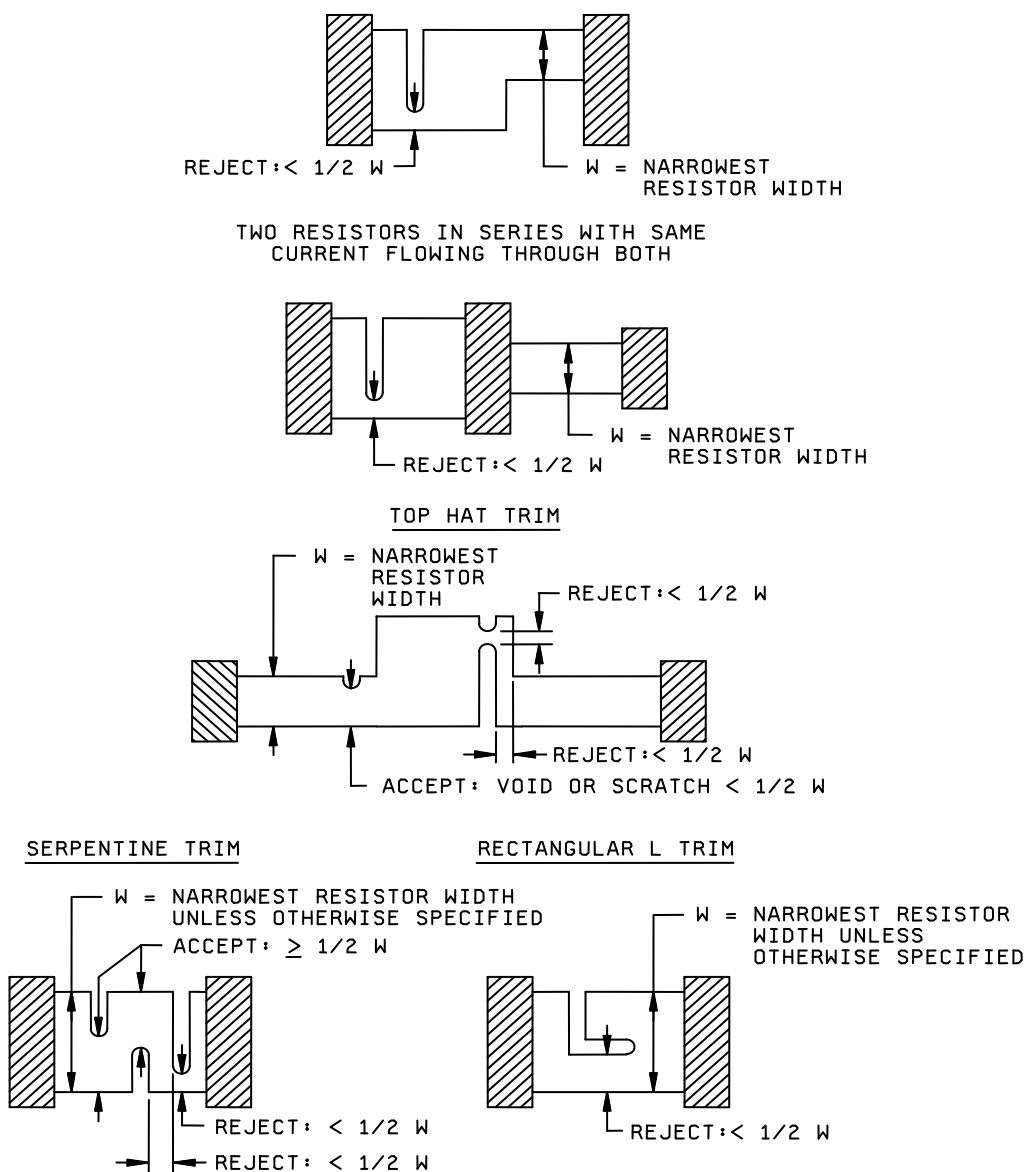 REJECT:< 1/2 W
W = NARROWEST
RESISTOR WIDTH
TWO RESISTORS IN SERIES WITH SAME
CURRENT FLOWING THROUGH BOTH
W = NARROWEST
RESISTOR WIDTH
REJECT:< 1/2 W
TOP HAT TRIM
W = NARROWEST
RESISTOR
WIDTH
REJECT:< 1/2 W
REJECT:< 1/2 W
ACCEPT: VOID OR SCRATCH < 1/2 W
SERPENTINE TRIM
W = NARROWEST RESISTOR WIDTH
UNLESS OTHERWISE SPECIFIED
ACCEPT: ≥ 1/2 W
REJECT: < 1/2 W
REJECT: < 1/2 W
RECTANGULAR L TRIM
W = NARROWEST RESISTOR
WIDTH UNLESS
OTHERWISE SPECIFIED
REJECT:< 1/2 W